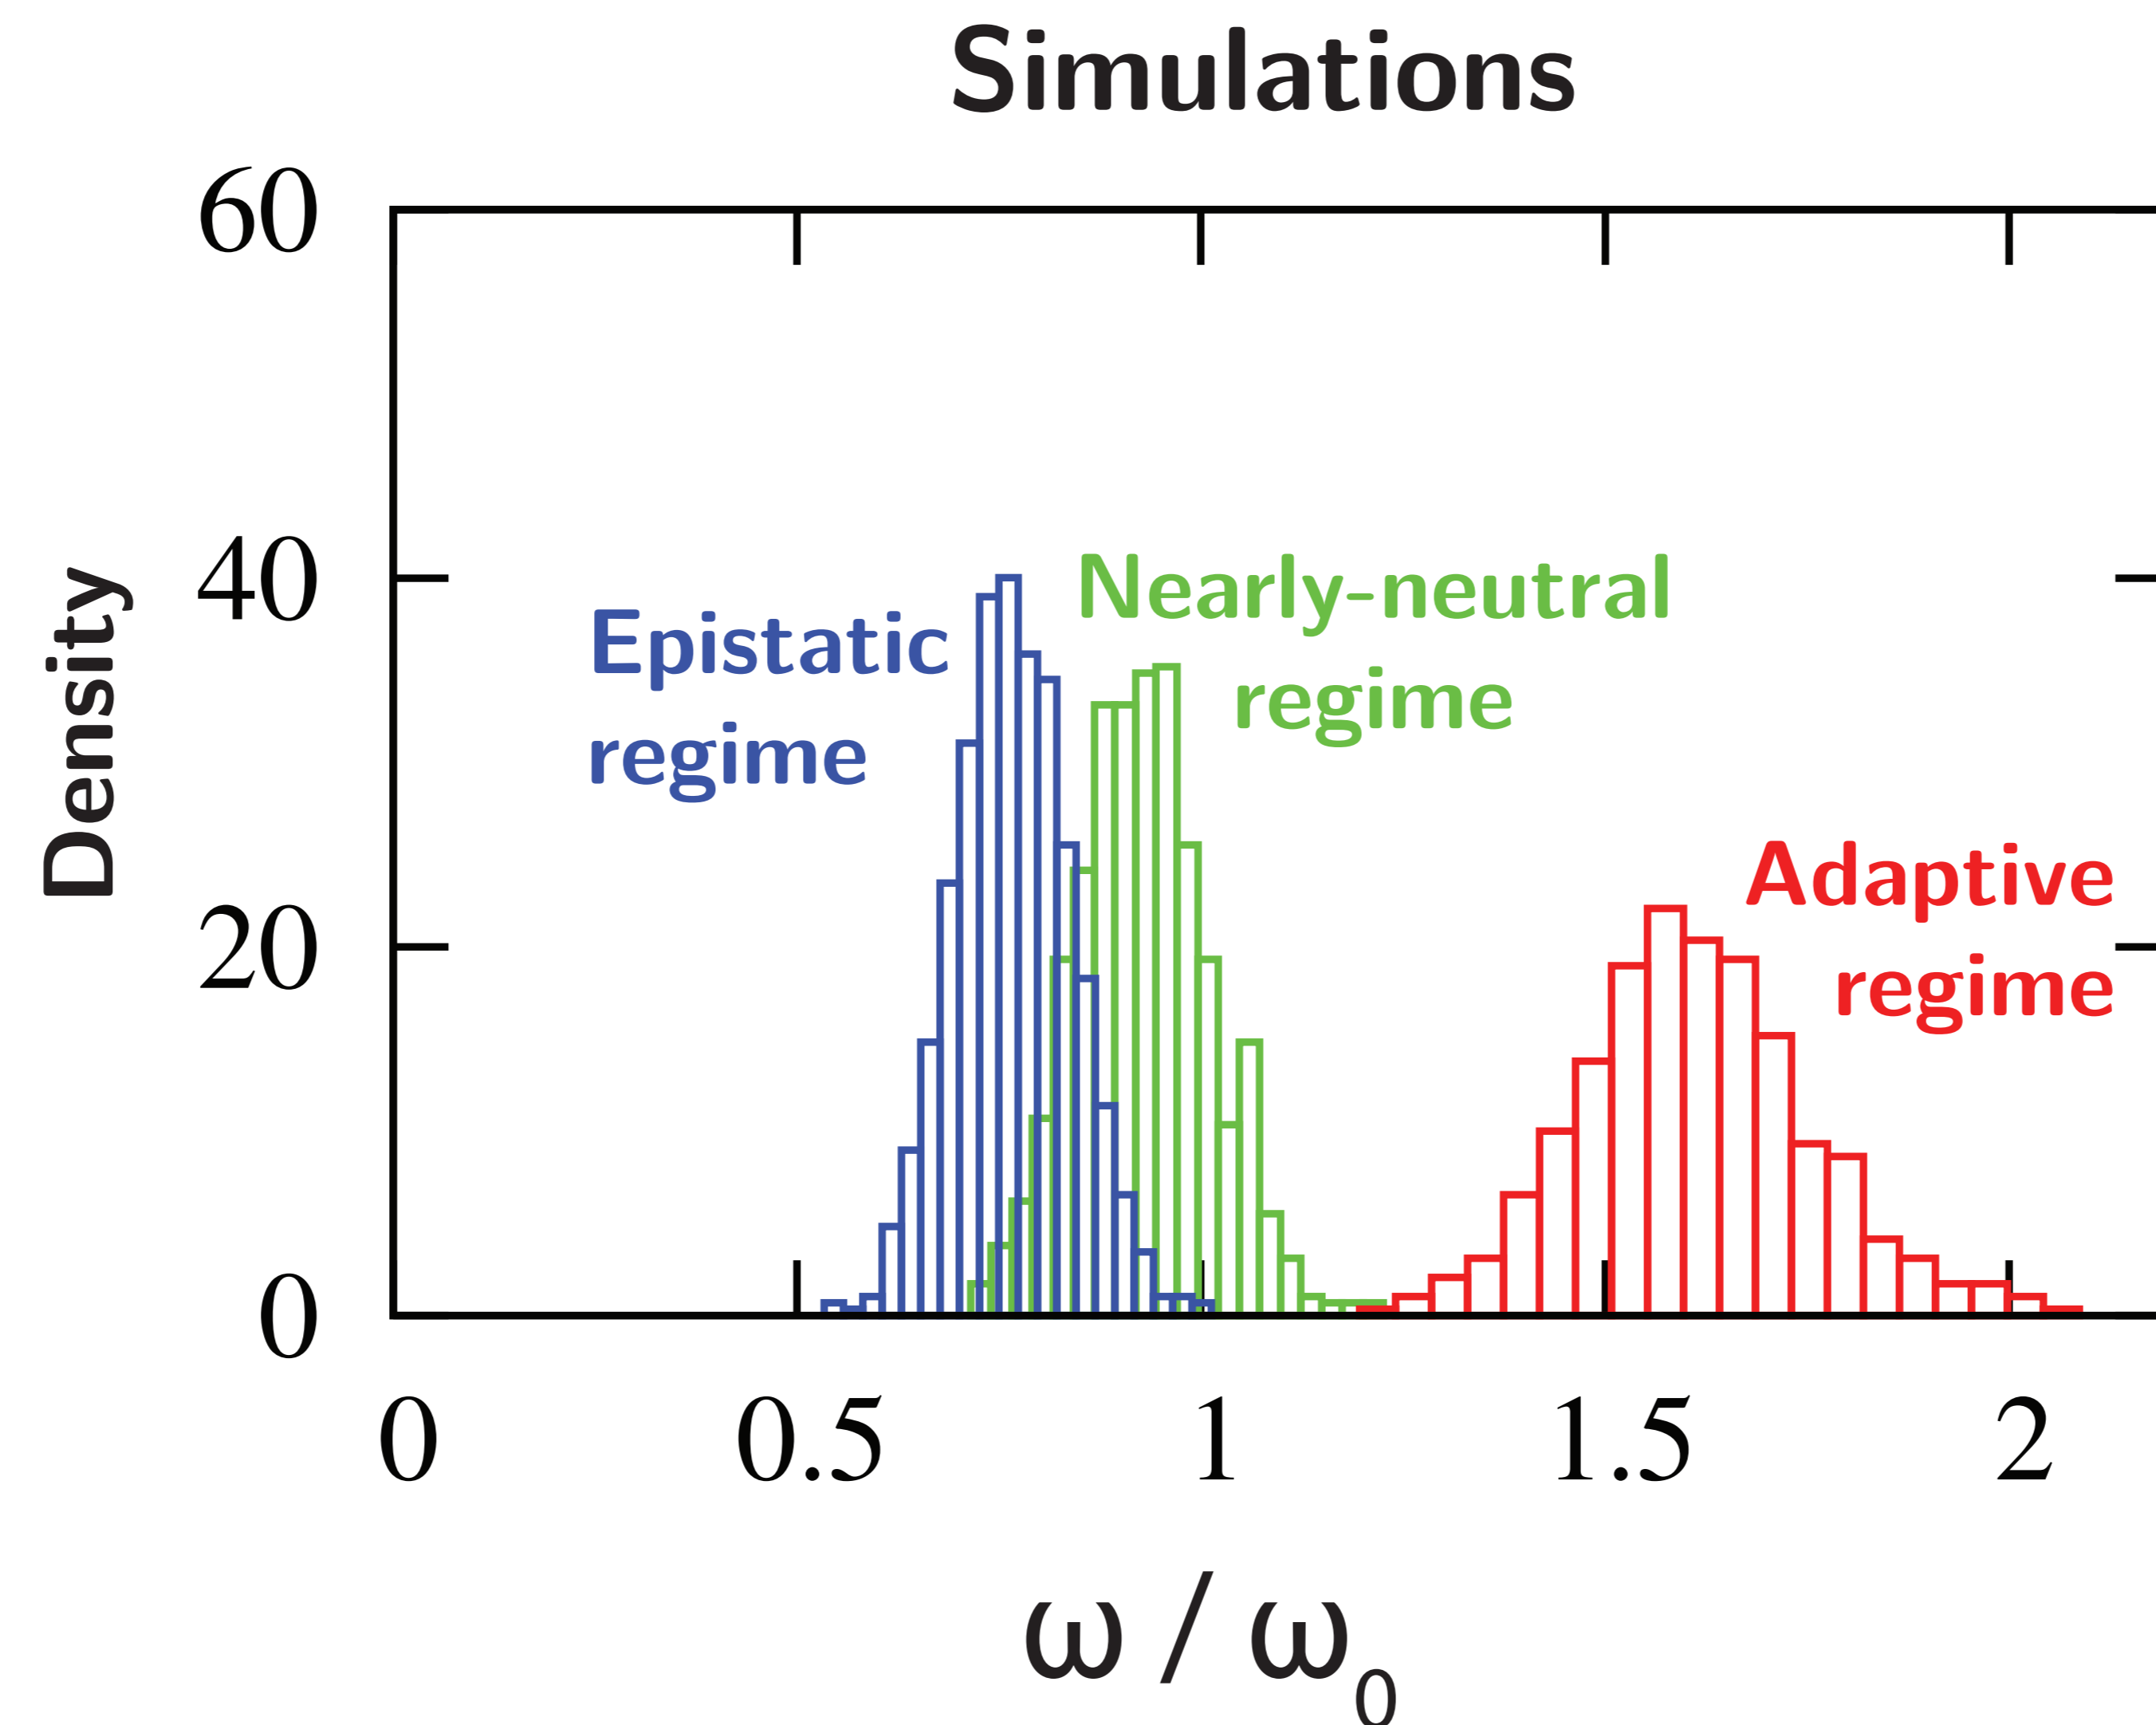 Simulations
60
40
20
0
Density
Epistatic
regime
Nearly-neutral
regime
Adaptive
regime
0 0.5 1 1.5 2
ω / ω0